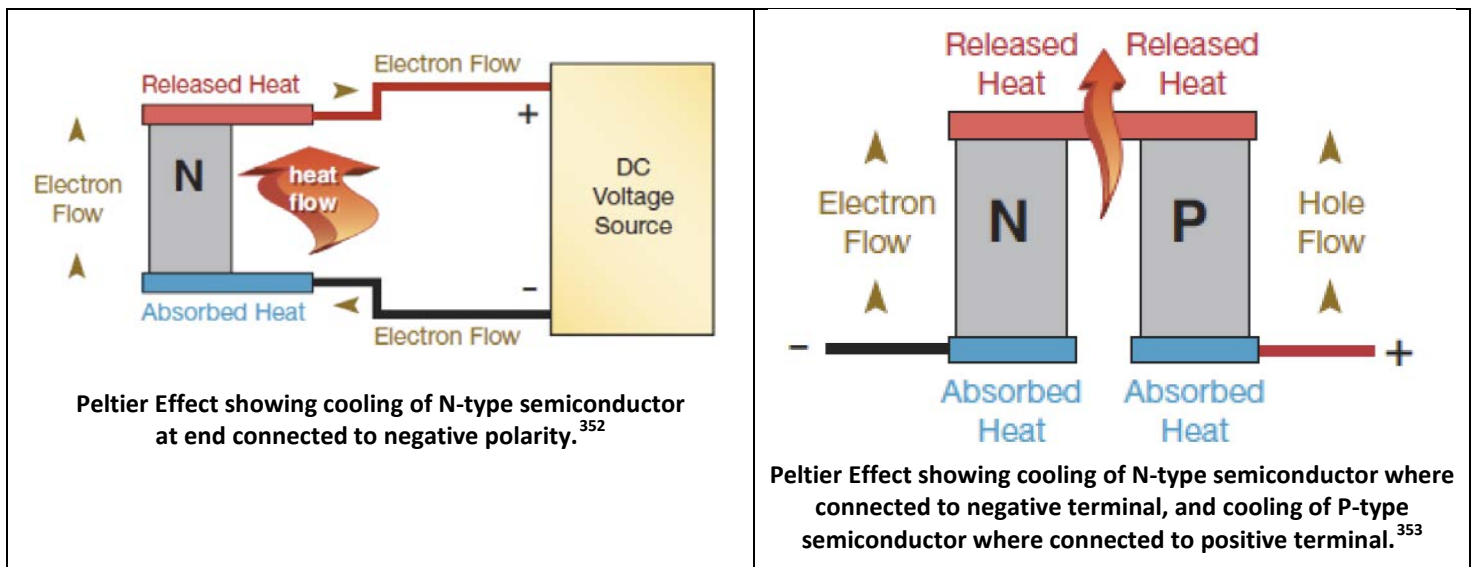 Electron Flow
Released Heat
+
N
heat
flow
Electron
Flow
DC
Voltage
Source
-
Absorbed Heat
Electron Flow
Peltier Effect showing cooling of N-type semiconductor
at end connected to negative polarity.352
Released
Heat
Released
Heat
Electron
Flow
N
P
Hole
Flow
-
+
Absorbed
Heat
Absorbed
Heat
Peltier Effect showing cooling of N-type semiconductor where
connected to negative terminal, and cooling of P-type
semiconductor where connected to positive terminal.353